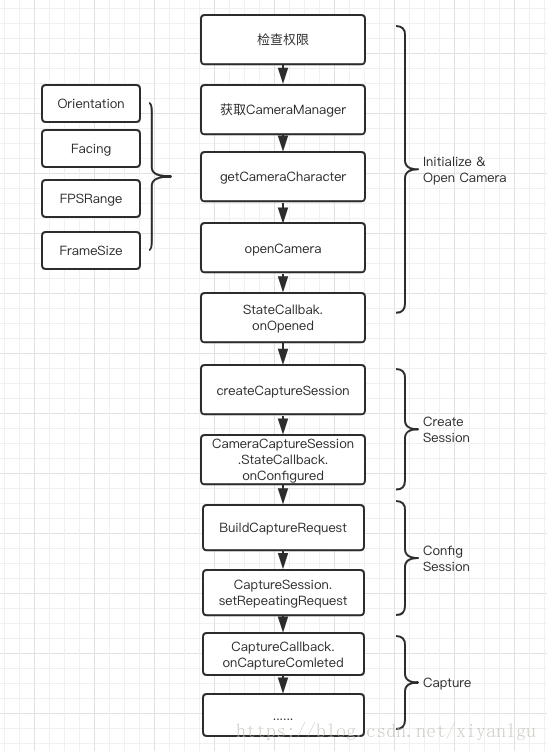 检查权限
获取CameraManager
Orientation
Facing
FPSRange
FrameSize
getCameraCharacter
openCamera
StateCallbak.
onOpened
Initialize &
Open Camera
createCaptureSession
CameraCaptureSession
.StateCallback.
onConfigured
Create
Session
BuildCaptureRequest
CaptureSession.
setRepeatingRequest
Config
Session
CaptureCallback.
onCaptureComleted
......
Capture
https://blog.csdn.net/xiyanlgu